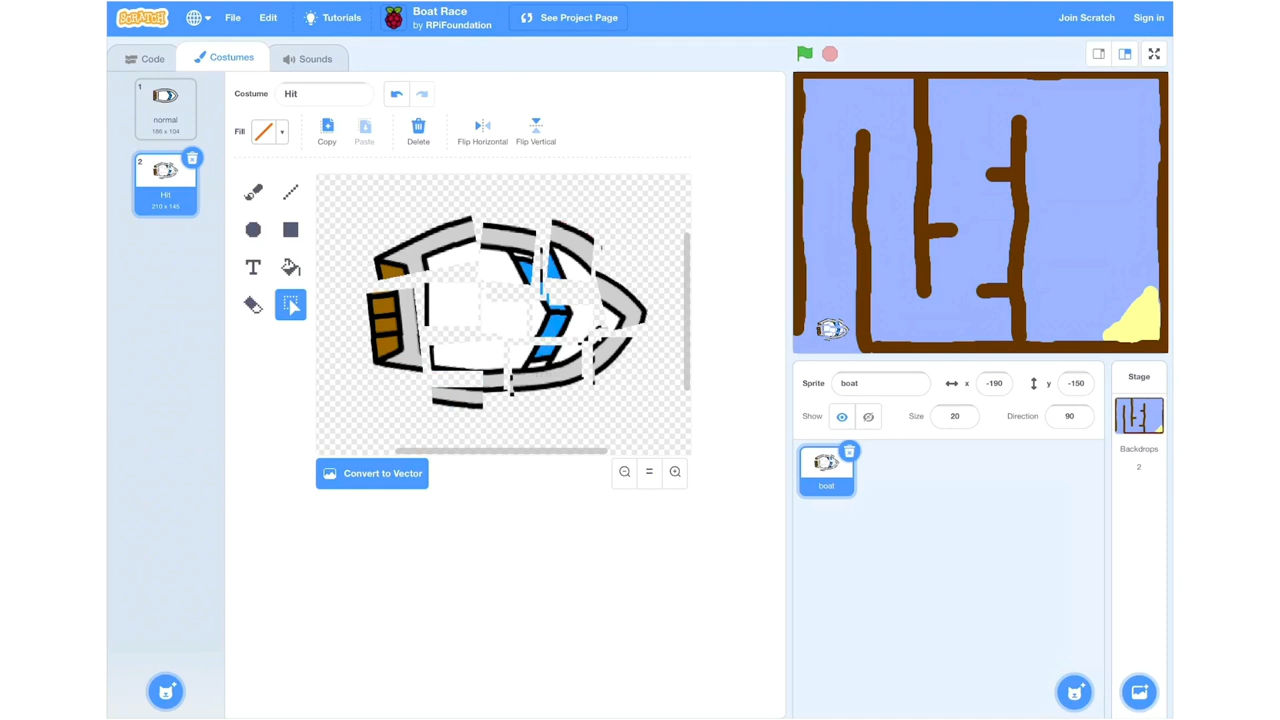 SCRATCH File Edit Tutorials Boat Race See Project Page Join Scratch Sign in
by RPiFoundation
Code Costumes Sounds
1
normal
186 x 104
2
Hit
210 x 145
Costume Hit
Fill Copy Paste Delete Flip Horizontal Flip Vertical
T
Convert to Vector
Sprite boat x -190 y -150
Show Size 20 Direction 90
boat
Stage
Backdrops
2